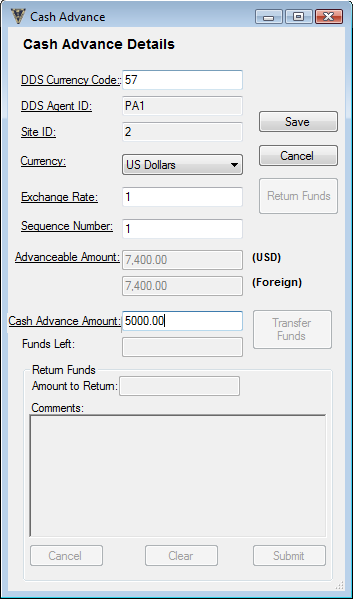 Cash Advance
Cash Advance Details
DDS Currency Code: 57
DDS Agent ID: PA1
Site ID: 2
Save
Currency: US Dollars
Cancel
Exchange Rate: 1
Return Funds
Sequence Number: 1
Advanceable Amount: 7,400.00 (USD)
7,400.00 (Foreign)
Cash Advance Amount: 5000.00
Transfer
Funds
Funds Left:
Return Funds
Amount to Return:
Comments:
Cancel Clear Submit